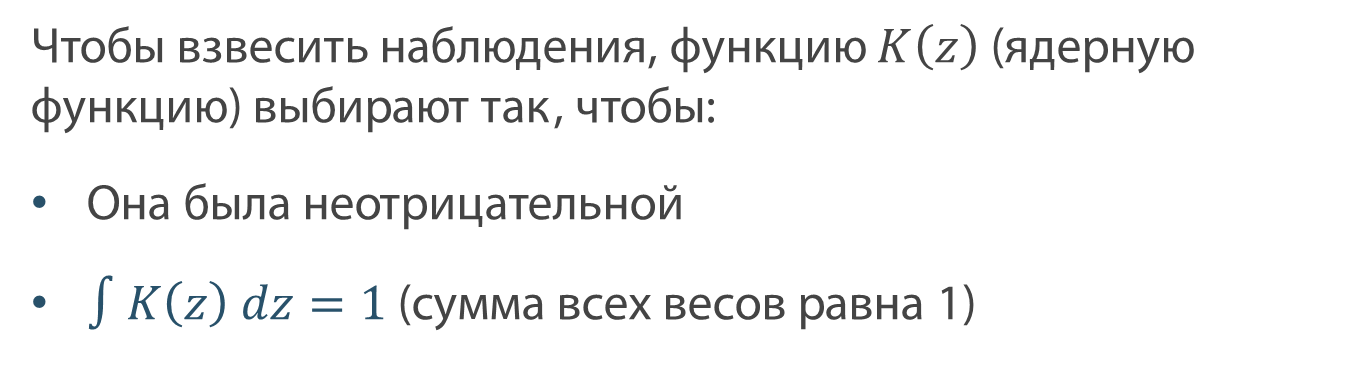 Чтобы взвесить наблюдения, функцию K(z) (ядерную
функцию) выбирают так, чтобы:
• Она была неотрицательной
• ∫ K(z) dz = 1 (сумма всех весов равна 1)